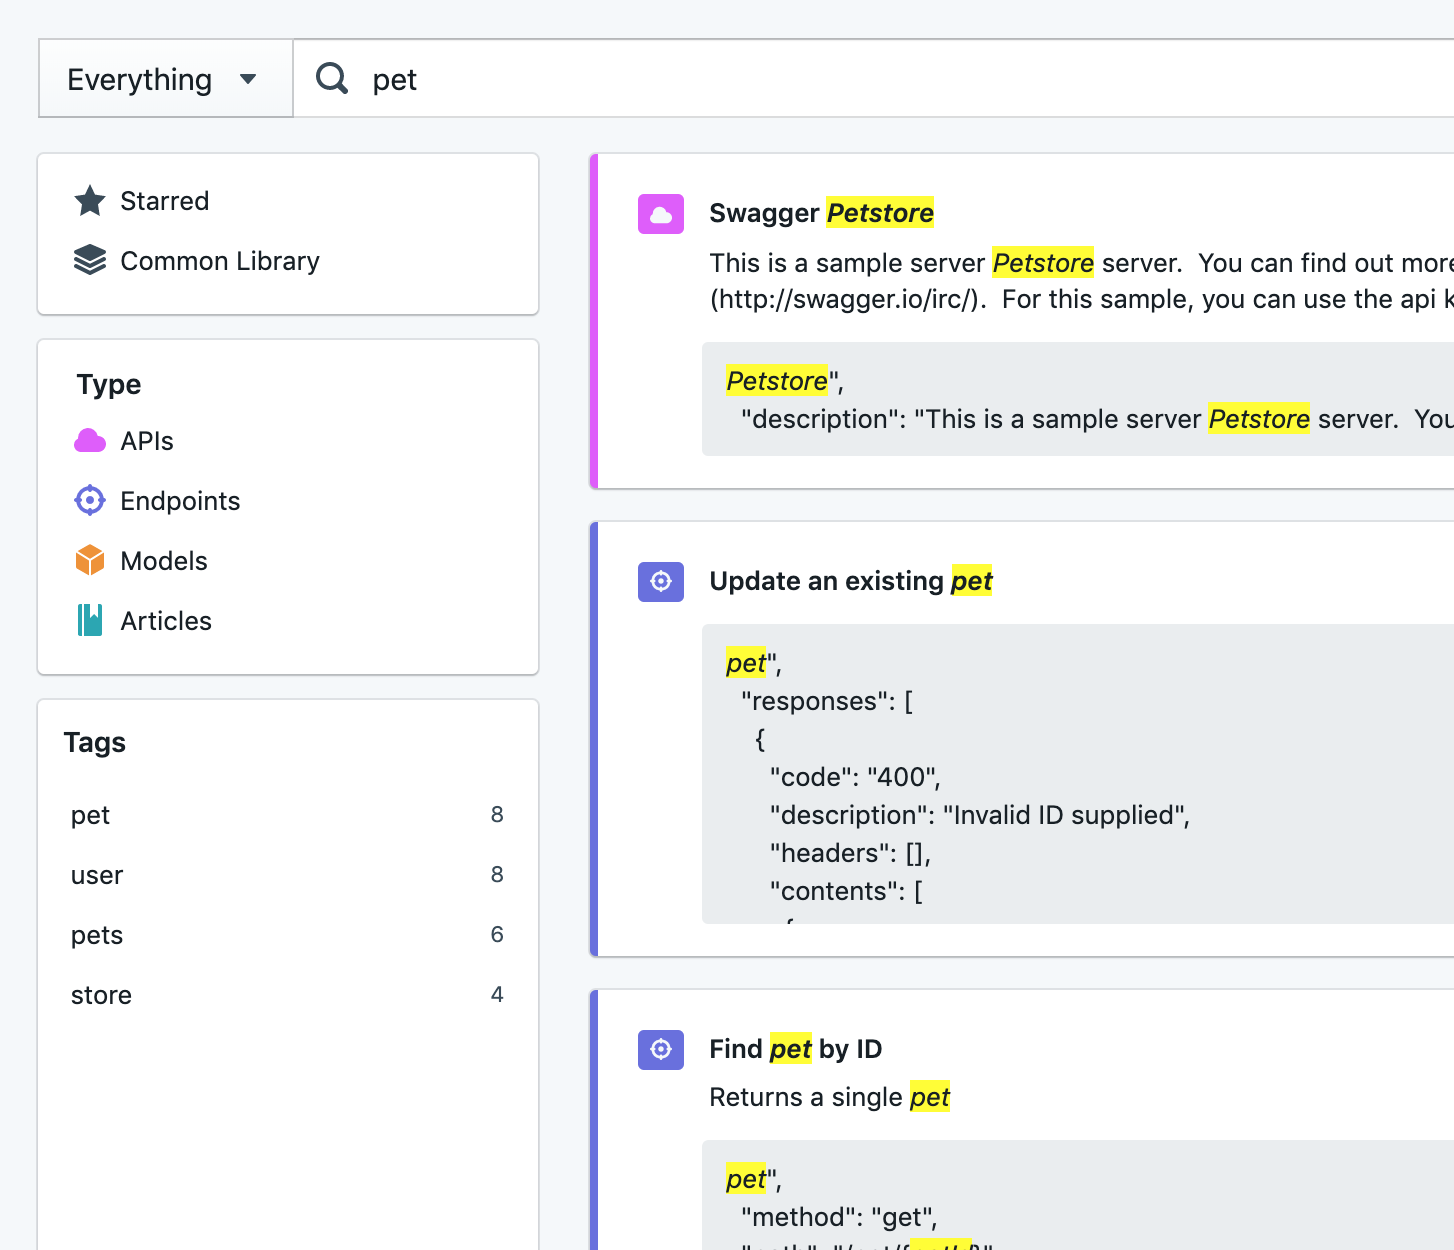 Everything
pet
Starred
Common Library
Type
APIs
Endpoints
Models
Articles
Tags
pet 8
user 8
pets 6
store 4
Swagger Petstore
This is a sample server Petstore server.  You can find out more
(http://swagger.io/irc/).  For this sample, you can use the api
Petstore",
"description": "This is a sample server Petstore server.  You
Update an existing pet
pet",
"responses": [
{
"code": "400",
"description": "Invalid ID supplied",
"headers": [],
"contents": [
Find pet by ID
Returns a single pet
pet",
"method": "get",